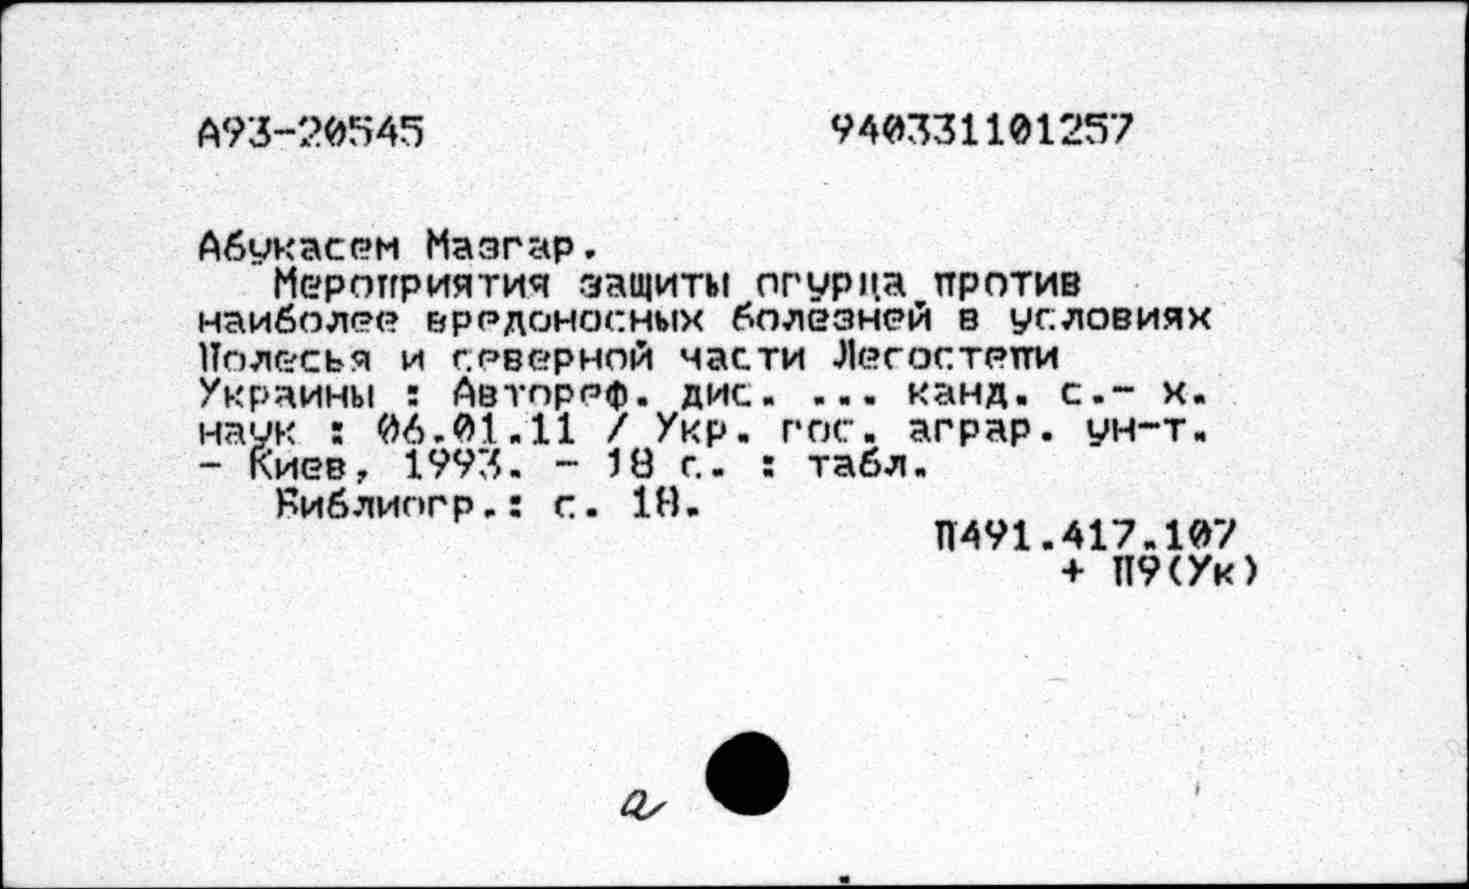 А93-20545 940331101257
Абукасем Мазгар.
Мероприятия защиты огурца против
наиболее вредоносных болезней в условиях
Полесья и северной части Легостепи
Украины : Автореф. дис. ... канд. с.- х.
наук : 06.01.11 / Укр. гос. аграр. ун-т.
- Киев, 1993. - 18 с. : табл.
Библиогр.: с. 18.
П491.417.107
+ П9(Ук)
а